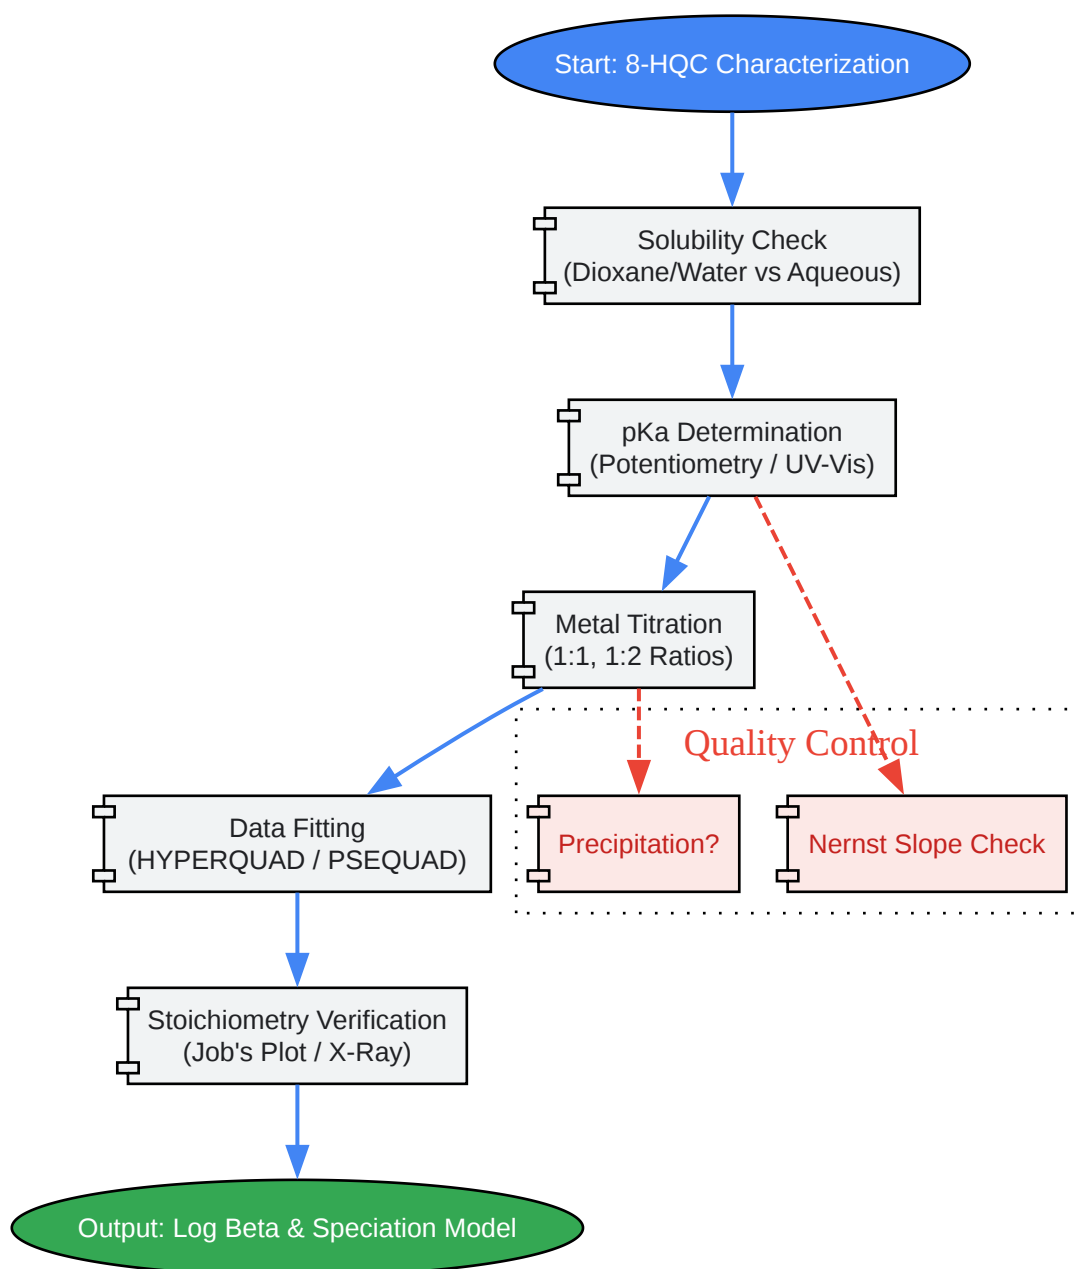 Start: 8-HQC Characterization
Solubility Check
(Dioxane/Water vs Aqueous)
pKa Determination
(Potentiometry / UV-Vis)
Metal Titration
(1:1, 1:2 Ratios)
Quality Control
Data Fitting
(HYPERQUAD / PSEQUAD)
Precipitation?
Nernst Slope Check
Stoichiometry Verification
(Job's Plot / X-Ray)
Output: Log Beta & Speciation Model